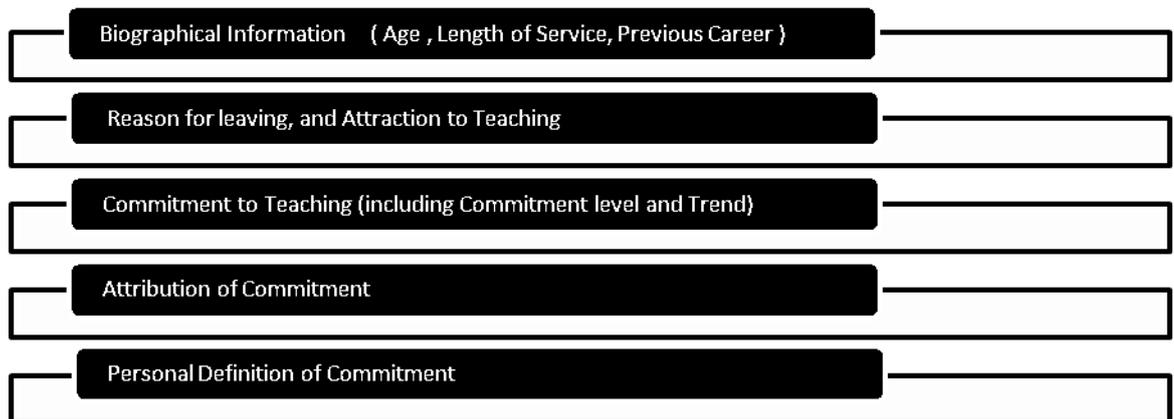 Biographical Information ( Age , Length of Service, Previous Career )
Reason for leaving, and Attraction to Teaching
Commitment to Teaching (including Commitment level and Trend)
Attribution of Commitment
Personal Definition of Commitment